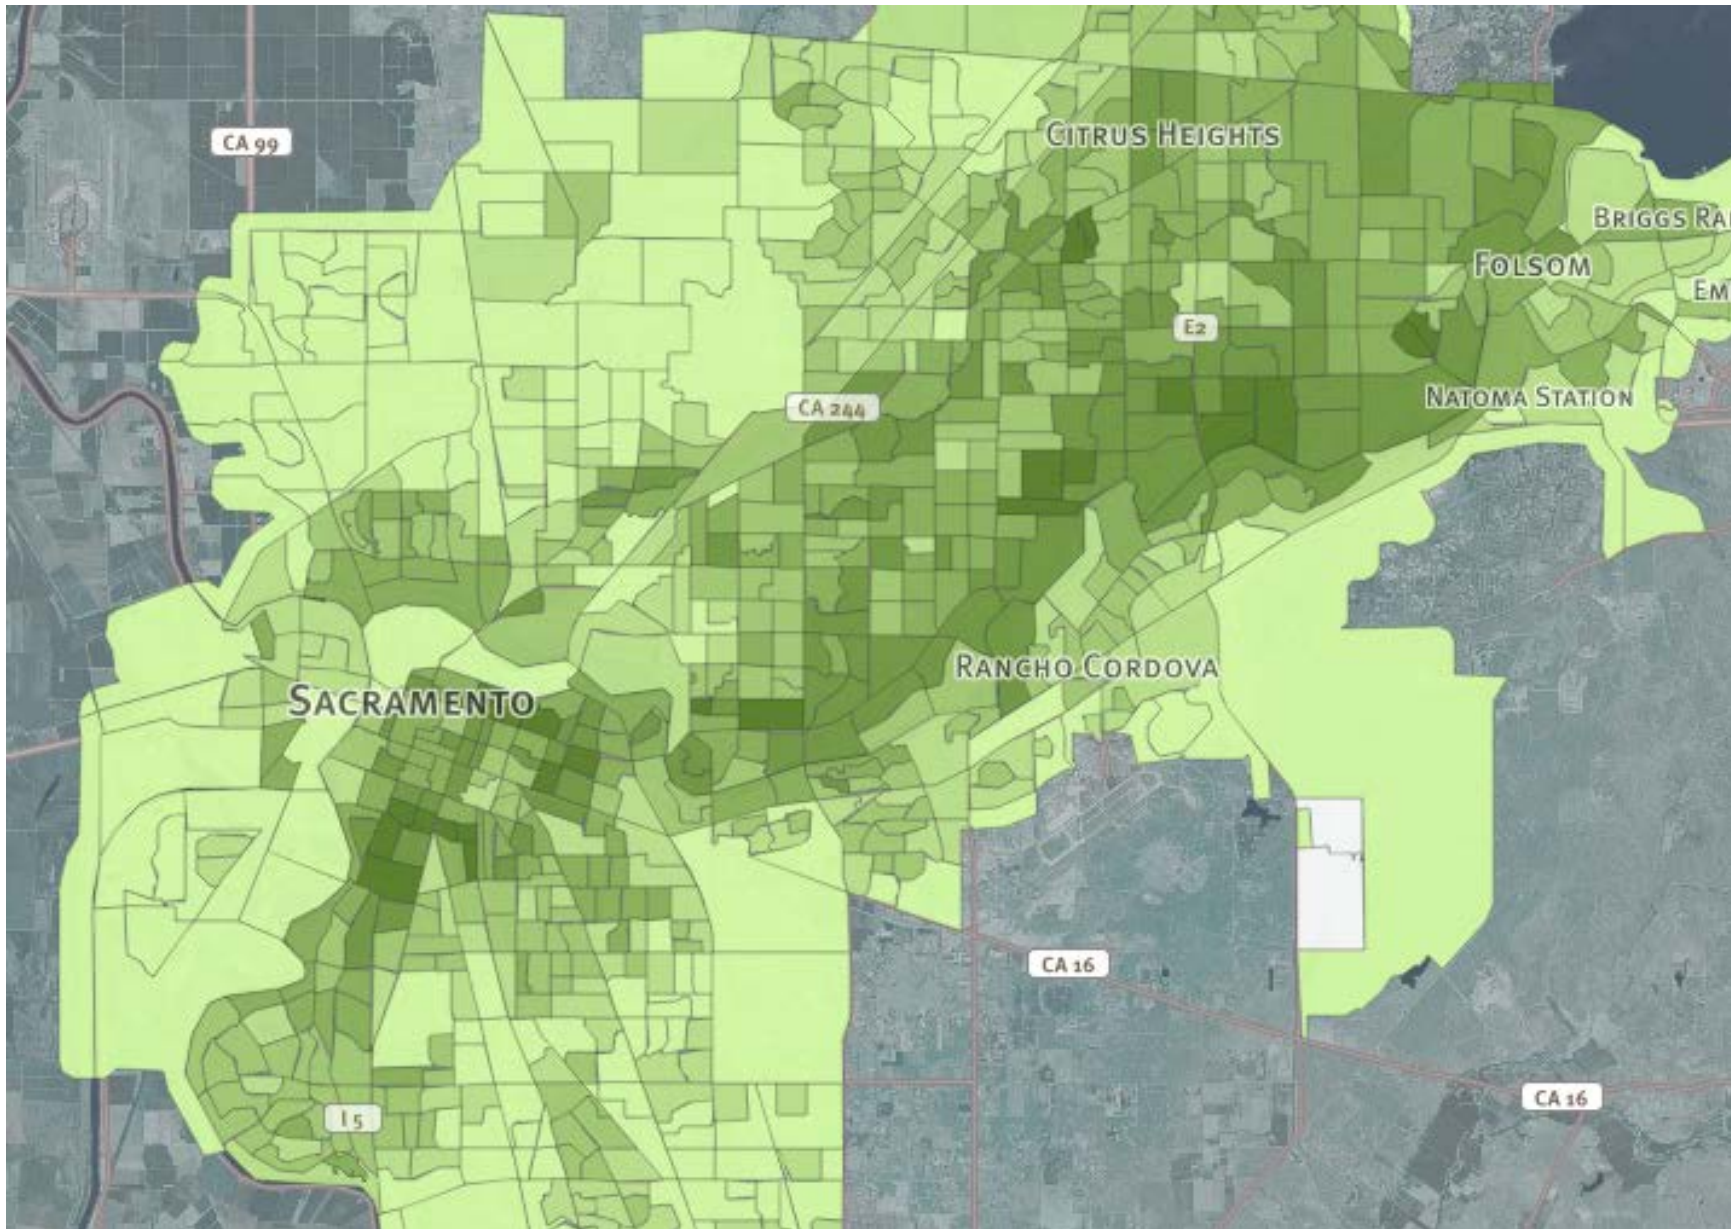 CA 99
CITRUS HEIGHTS
BRIGGS RA
FOLSOM
EM
E2
NATOMA STATION
CA 244
RANCHO CORDOVA
SACRAMENTO
CA 16
CA 16
I 5